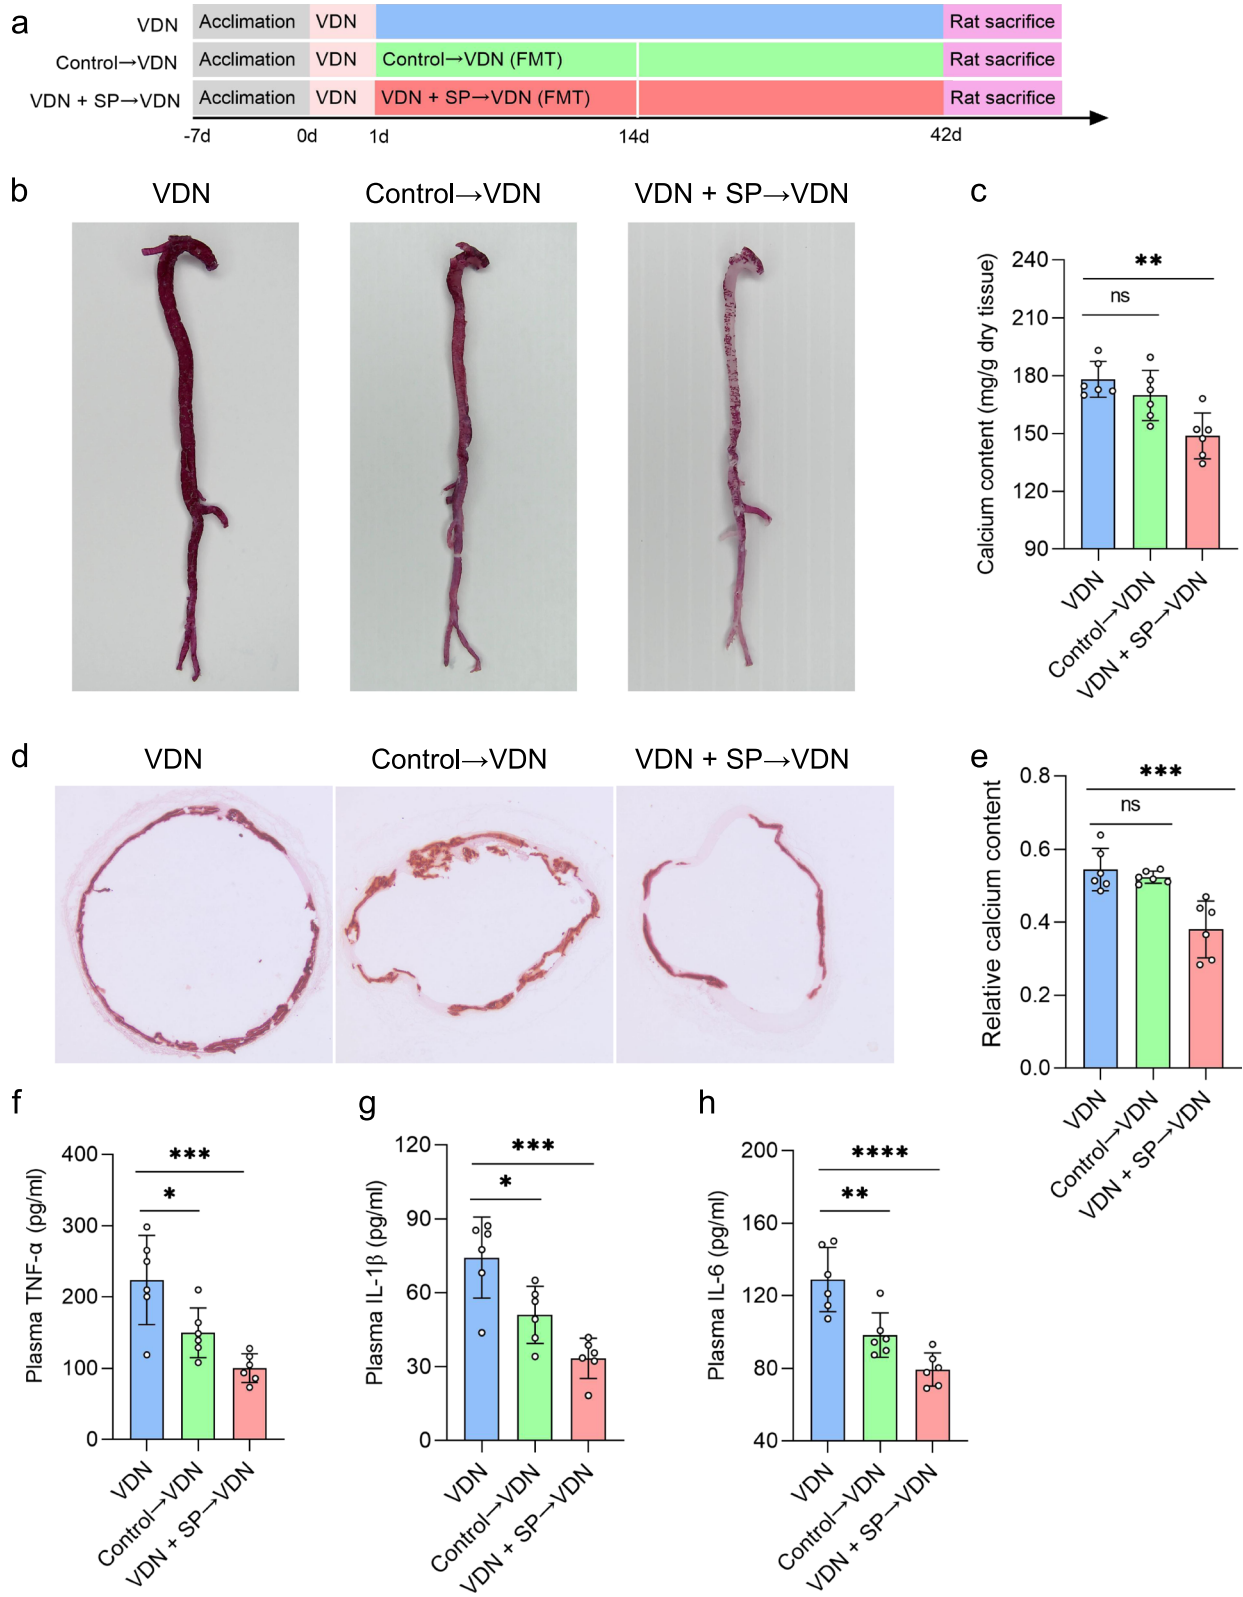 a
VDN Acclimation VDN Rat sacrifice
Control→VDN Acclimation VDN Control→VDN (FMT) Rat sacrifice
VDN + SP→VDN Acclimation VDN VDN + SP→VDN (FMT) Rat sacrifice
-7d 0d 1d 14d 42d
b
VDN Control→VDN VDN + SP→VDN
c
Calcium content (mg/g dry tissue)
240
210
180
150
120
90
**
ns
VDN
Control→VDN
VDN + SP→VDN
d
VDN Control→VDN VDN + SP→VDN
e
Relative calcium content
0.8
0.6
0.4
0.2
0.0
***
ns
VDN
Control→VDN
VDN + SP→VDN
f
Plasma TNF-α (pg/ml)
400
300
200
100
0
***
*
VDN
Control→VDN
VDN + SP→VDN
g
Plasma IL-1β (pg/ml)
120
90
60
30
0
***
*
VDN
Control→VDN
VDN + SP→VDN
h
Plasma IL-6 (pg/ml)
200
160
120
80
40
****
**
VDN
Control→VDN
VDN + SP→VDN